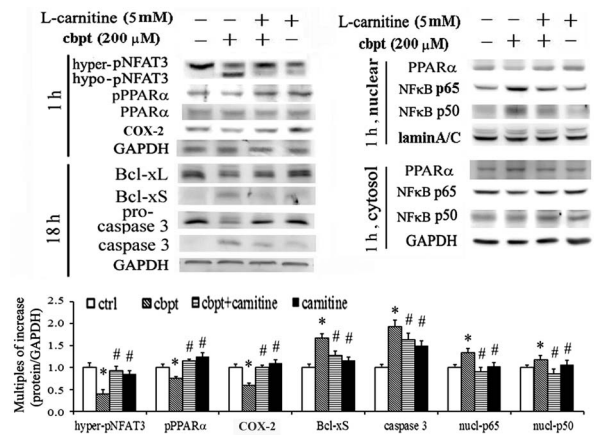 L-carnitine (5 mM) − − + +
cbpt (200 μM) − + + −
1 h
hyper-pNFAT3
hypo-pNFAT3
pPPARα
PPARα
COX-2
GAPDH
18 h
Bcl-xL
Bcl-xS
pro-
caspase 3
caspase 3
GAPDH
L-carnitine (5 mM) − − + +
cbpt (200 μM) − + + −
1 h , nuclear
PPARα
NFκB p65
NFκB p50
laminA/C
1 h , cytosol
PPARα
NFκB p65
NFκB p50
GAPDH
Multiples of increase
(protein/GAPDH)
2.5
2.0
1.5
1.0
0.5
0.0
ctrl cbpt cbpt+carnitine carnitine
* # # * # # * # # * # # * # # * # # * # #
hyper-pNFAT3 pPPARα COX-2 Bcl-xS caspase 3 nucl-p65 nucl-p50